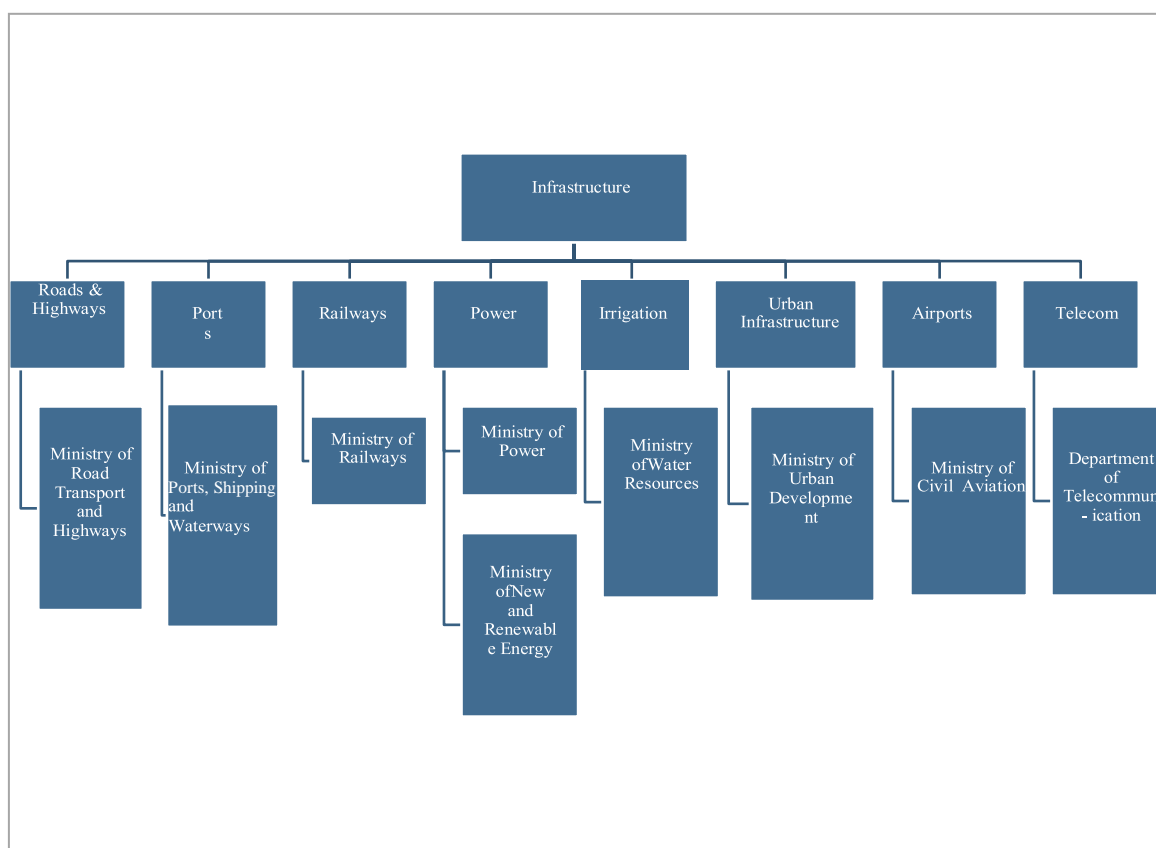 Infrastructure
Roads &
Highways
Port
s
Railways
Power
Irrigation
Urban
Infrastructure
Airports
Telecom
Ministry of
Road
Transport
and
Highways
Ministry of
Ports, Shipping
and
Waterways
Ministry of
Railways
Ministry of
Power
Ministry
ofNew
and
Renewabl
e Energy
Ministry
ofWater
Resources
Ministry of
Urban
Developme
nt
Ministry of
Civil Aviation
Department
of
Telecommun
- ication